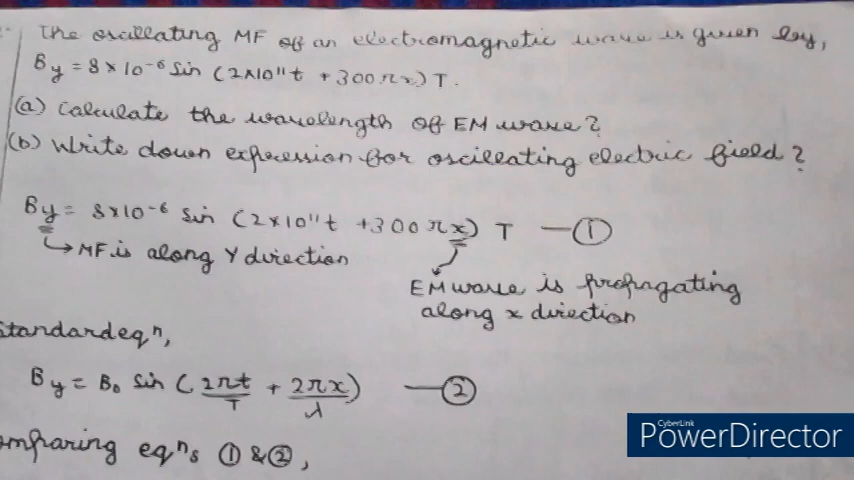 The oscillating MF of an electromagnetic wave is given by,
By = 8 × 10⁻⁶ sin (2×10¹¹t + 300πx) T.
(a) Calculate the wavelength of EM wave?
(b) Write down expression for oscillating electric field?
By = 8×10⁻⁶ sin (2×10¹¹t + 300πx) T — ①
↳ MF is along Y direction
EM wave is propagating
along x direction
Standard eqⁿ,
By = B₀ sin (2πt/T + 2πx/λ) — ②
omparing eqⁿs ① & ②,
CyberLink
PowerDirector